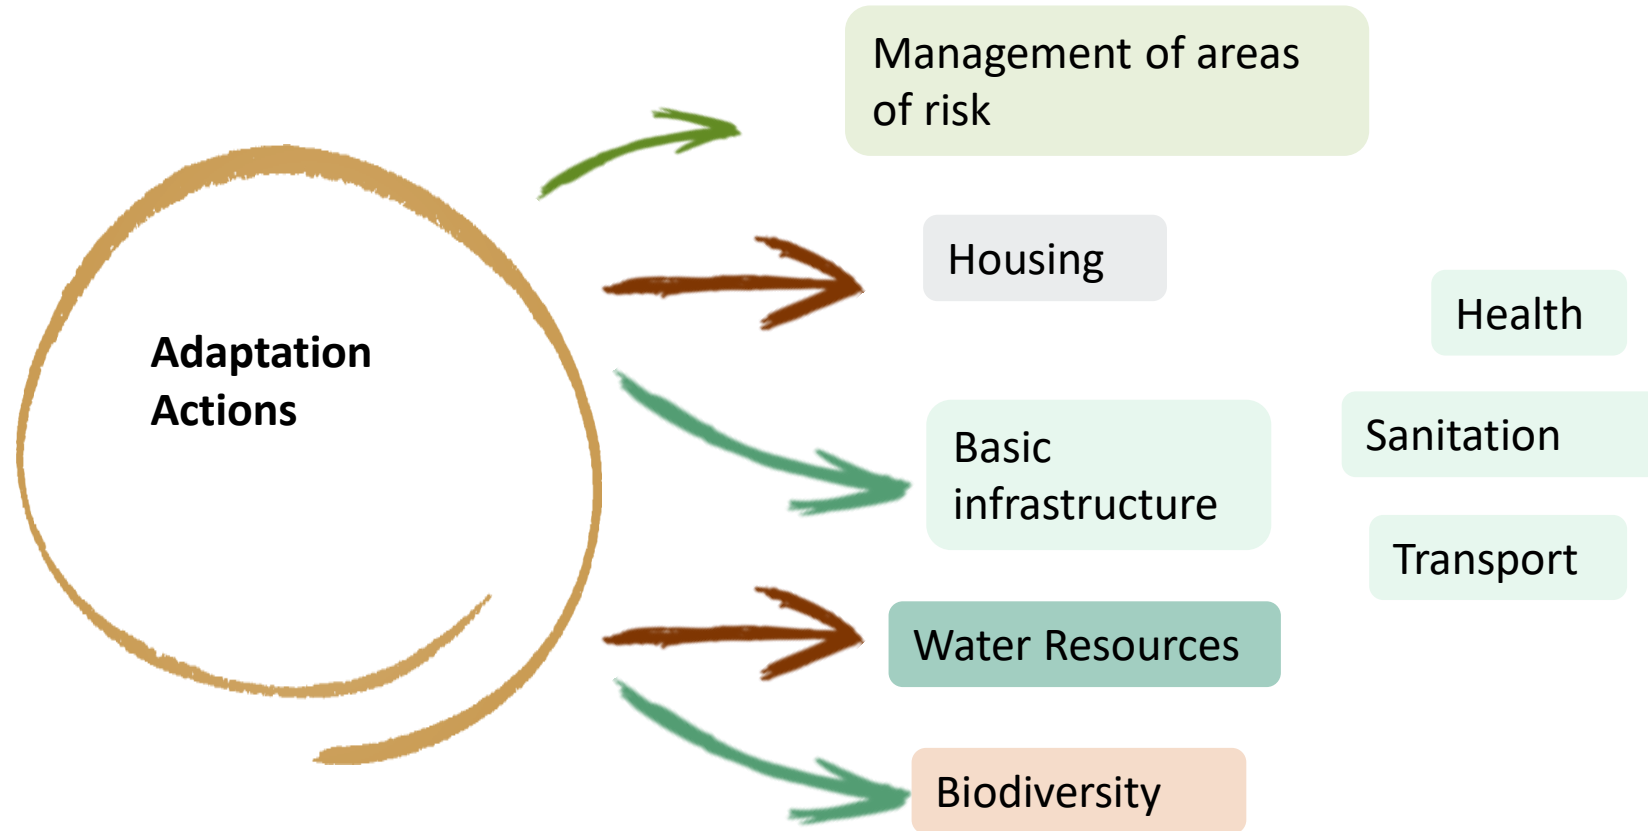 Adaptation
Actions
Management of areas
of risk
Housing
Basic
infrastructure
Water Resources
Biodiversity
Health
Sanitation
Transport